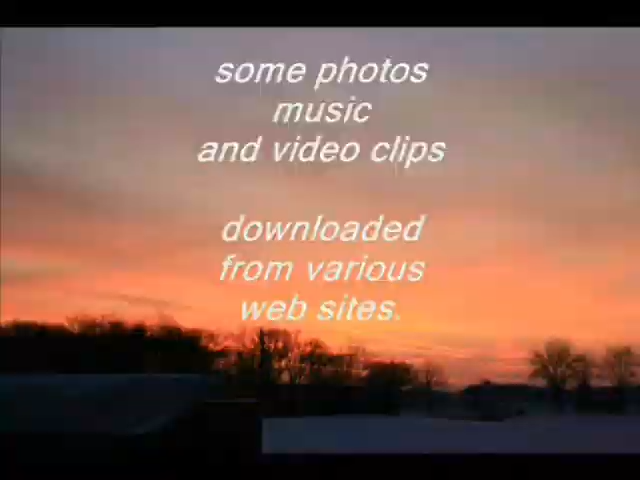 some photos
music
and video clips
downloaded
from various
web sites.